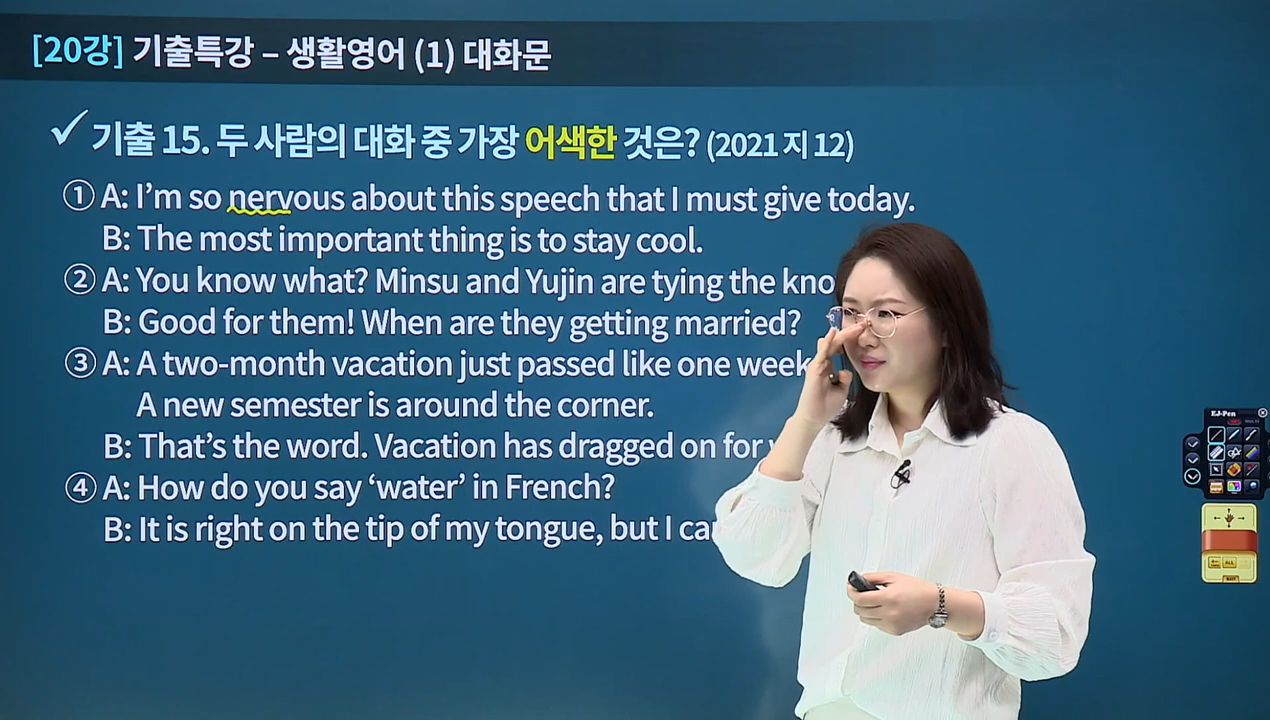 [20강] 기출특강 – 생활영어 (1) 대화문
기출 15. 두 사람의 대화 중 가장 어색한 것은? (2021 지 12)
① A: I'm so nervous about this speech that I must give today.
B: The most important thing is to stay cool.
② A: You know what? Minsu and Yujin are tying the
B: Good for them! When are they getting married?
③ A: A two-month vacation just passed like one week
A new semester is around the corner.
B: That's the word. Vacation has dragged on for
④ A: How do you say ‘water’ in French?
B: It is right on the tip of my tongue, but I
EJ-Pen
ALL